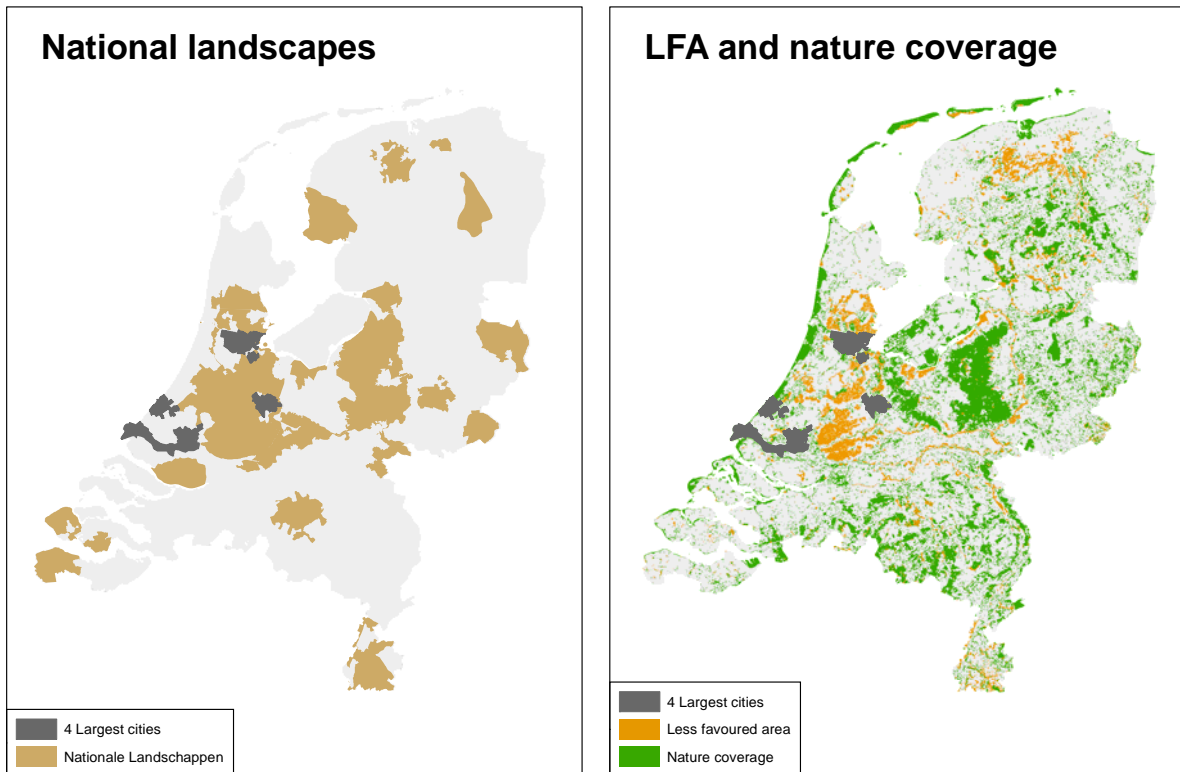 National landscapes
4 Largest cities
Nationale Landschappen
LFA and nature coverage
4 Largest cities
Less favoured area
Nature coverage